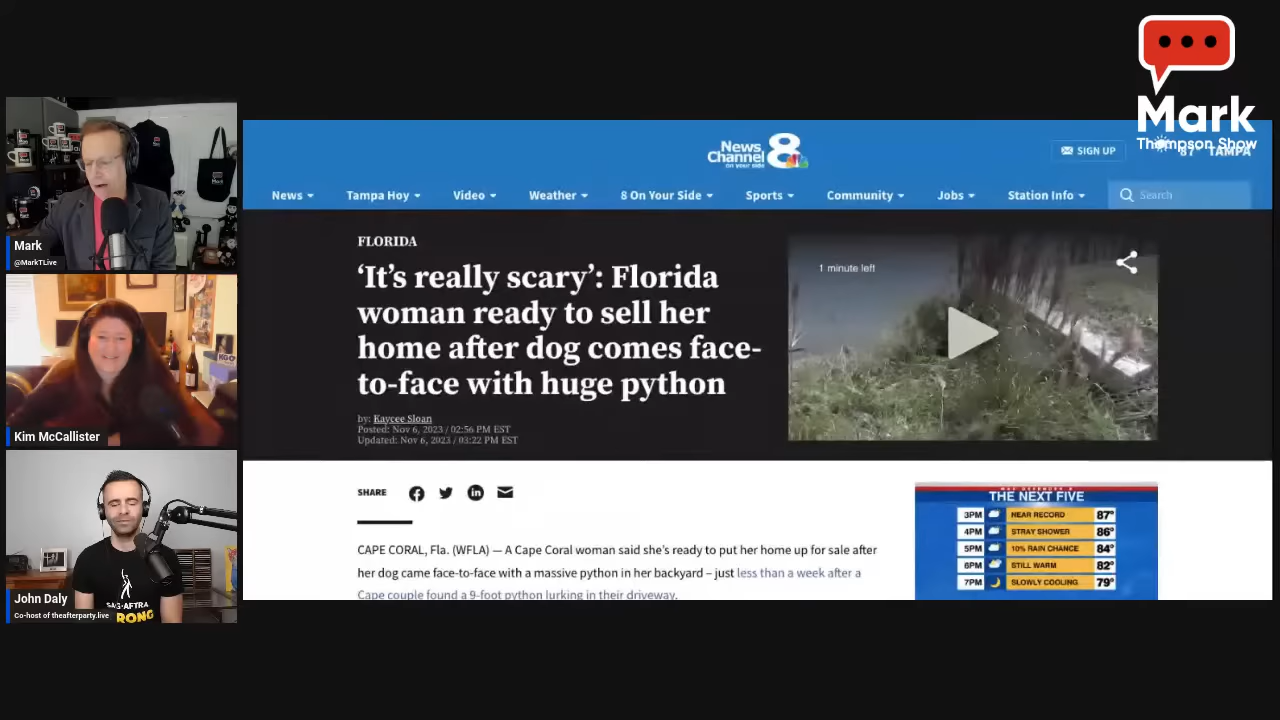 Mark
Thompson Show
Mark
@MarkTLive
Kim McCallister
KGO
John Daly
Co-host of theafterparty.live
SAG-AFTRA
STRONG
News
Channel 8
on your side
SIGN UP
87° TAMPA
News
Tampa Hoy
Video
Weather
8 On Your Side
Sports
Community
Jobs
Station Info
Search
FLORIDA
‘It’s really scary’: Florida
woman ready to sell her
home after dog comes face-
to-face with huge python
by: Kaycee Sloan
Posted: Nov 6, 2023 / 02:56 PM EST
Updated: Nov 6, 2023 / 03:22 PM EST
1 minute left
SHARE
CAPE CORAL, Fla. (WFLA) — A Cape Coral woman said she’s ready to put her home up for sale after
her dog came face-to-face with a massive python in her backyard – just less than a week after a
Cape couple found a 9-foot python lurking in their driveway.
THE NEXT FIVE
3PM NEAR RECORD 87°
4PM STRAY SHOWER 86°
5PM 10% RAIN CHANCE 84°
6PM STILL WARM 82°
7PM SLOWLY COOLING 79°